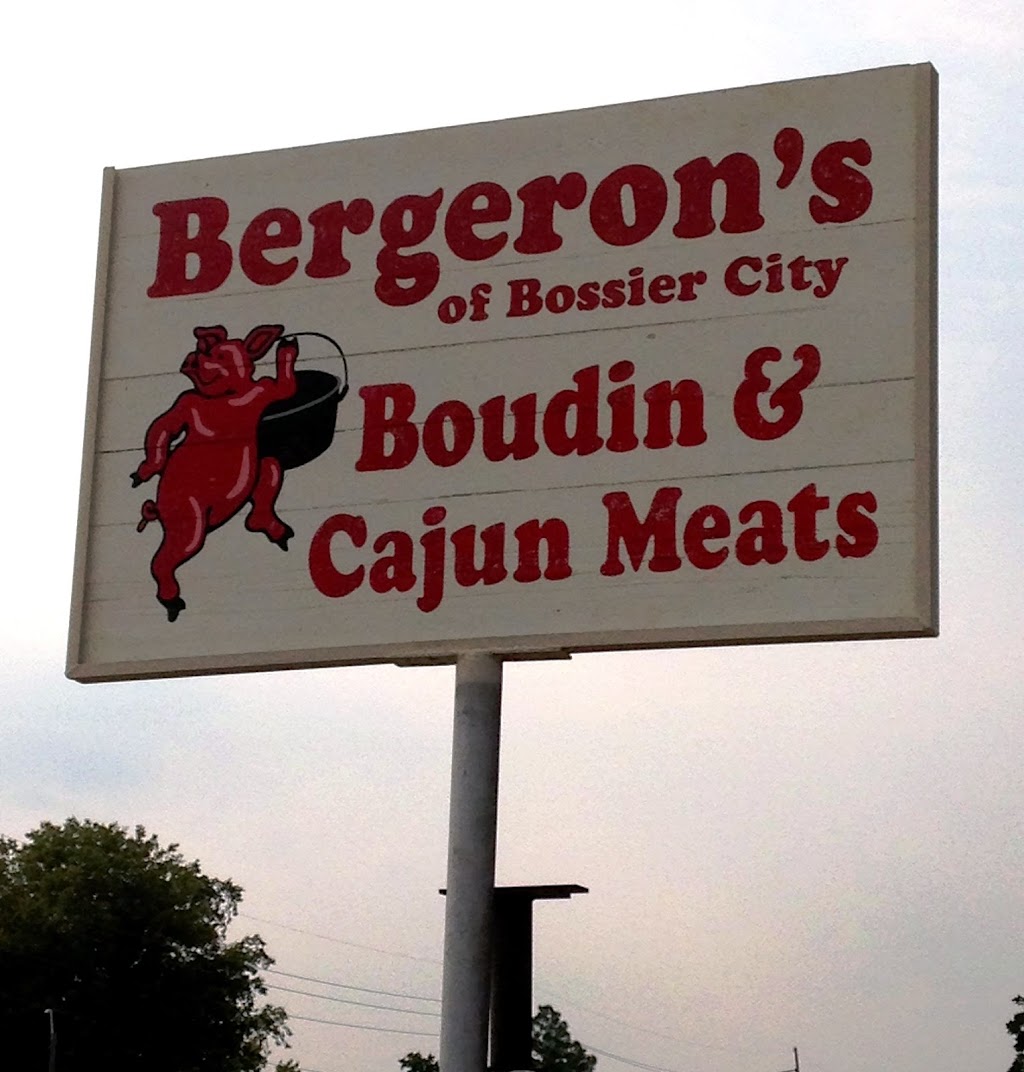 Bergeron's
of Bossier City
Boudin &
Cajun Meats